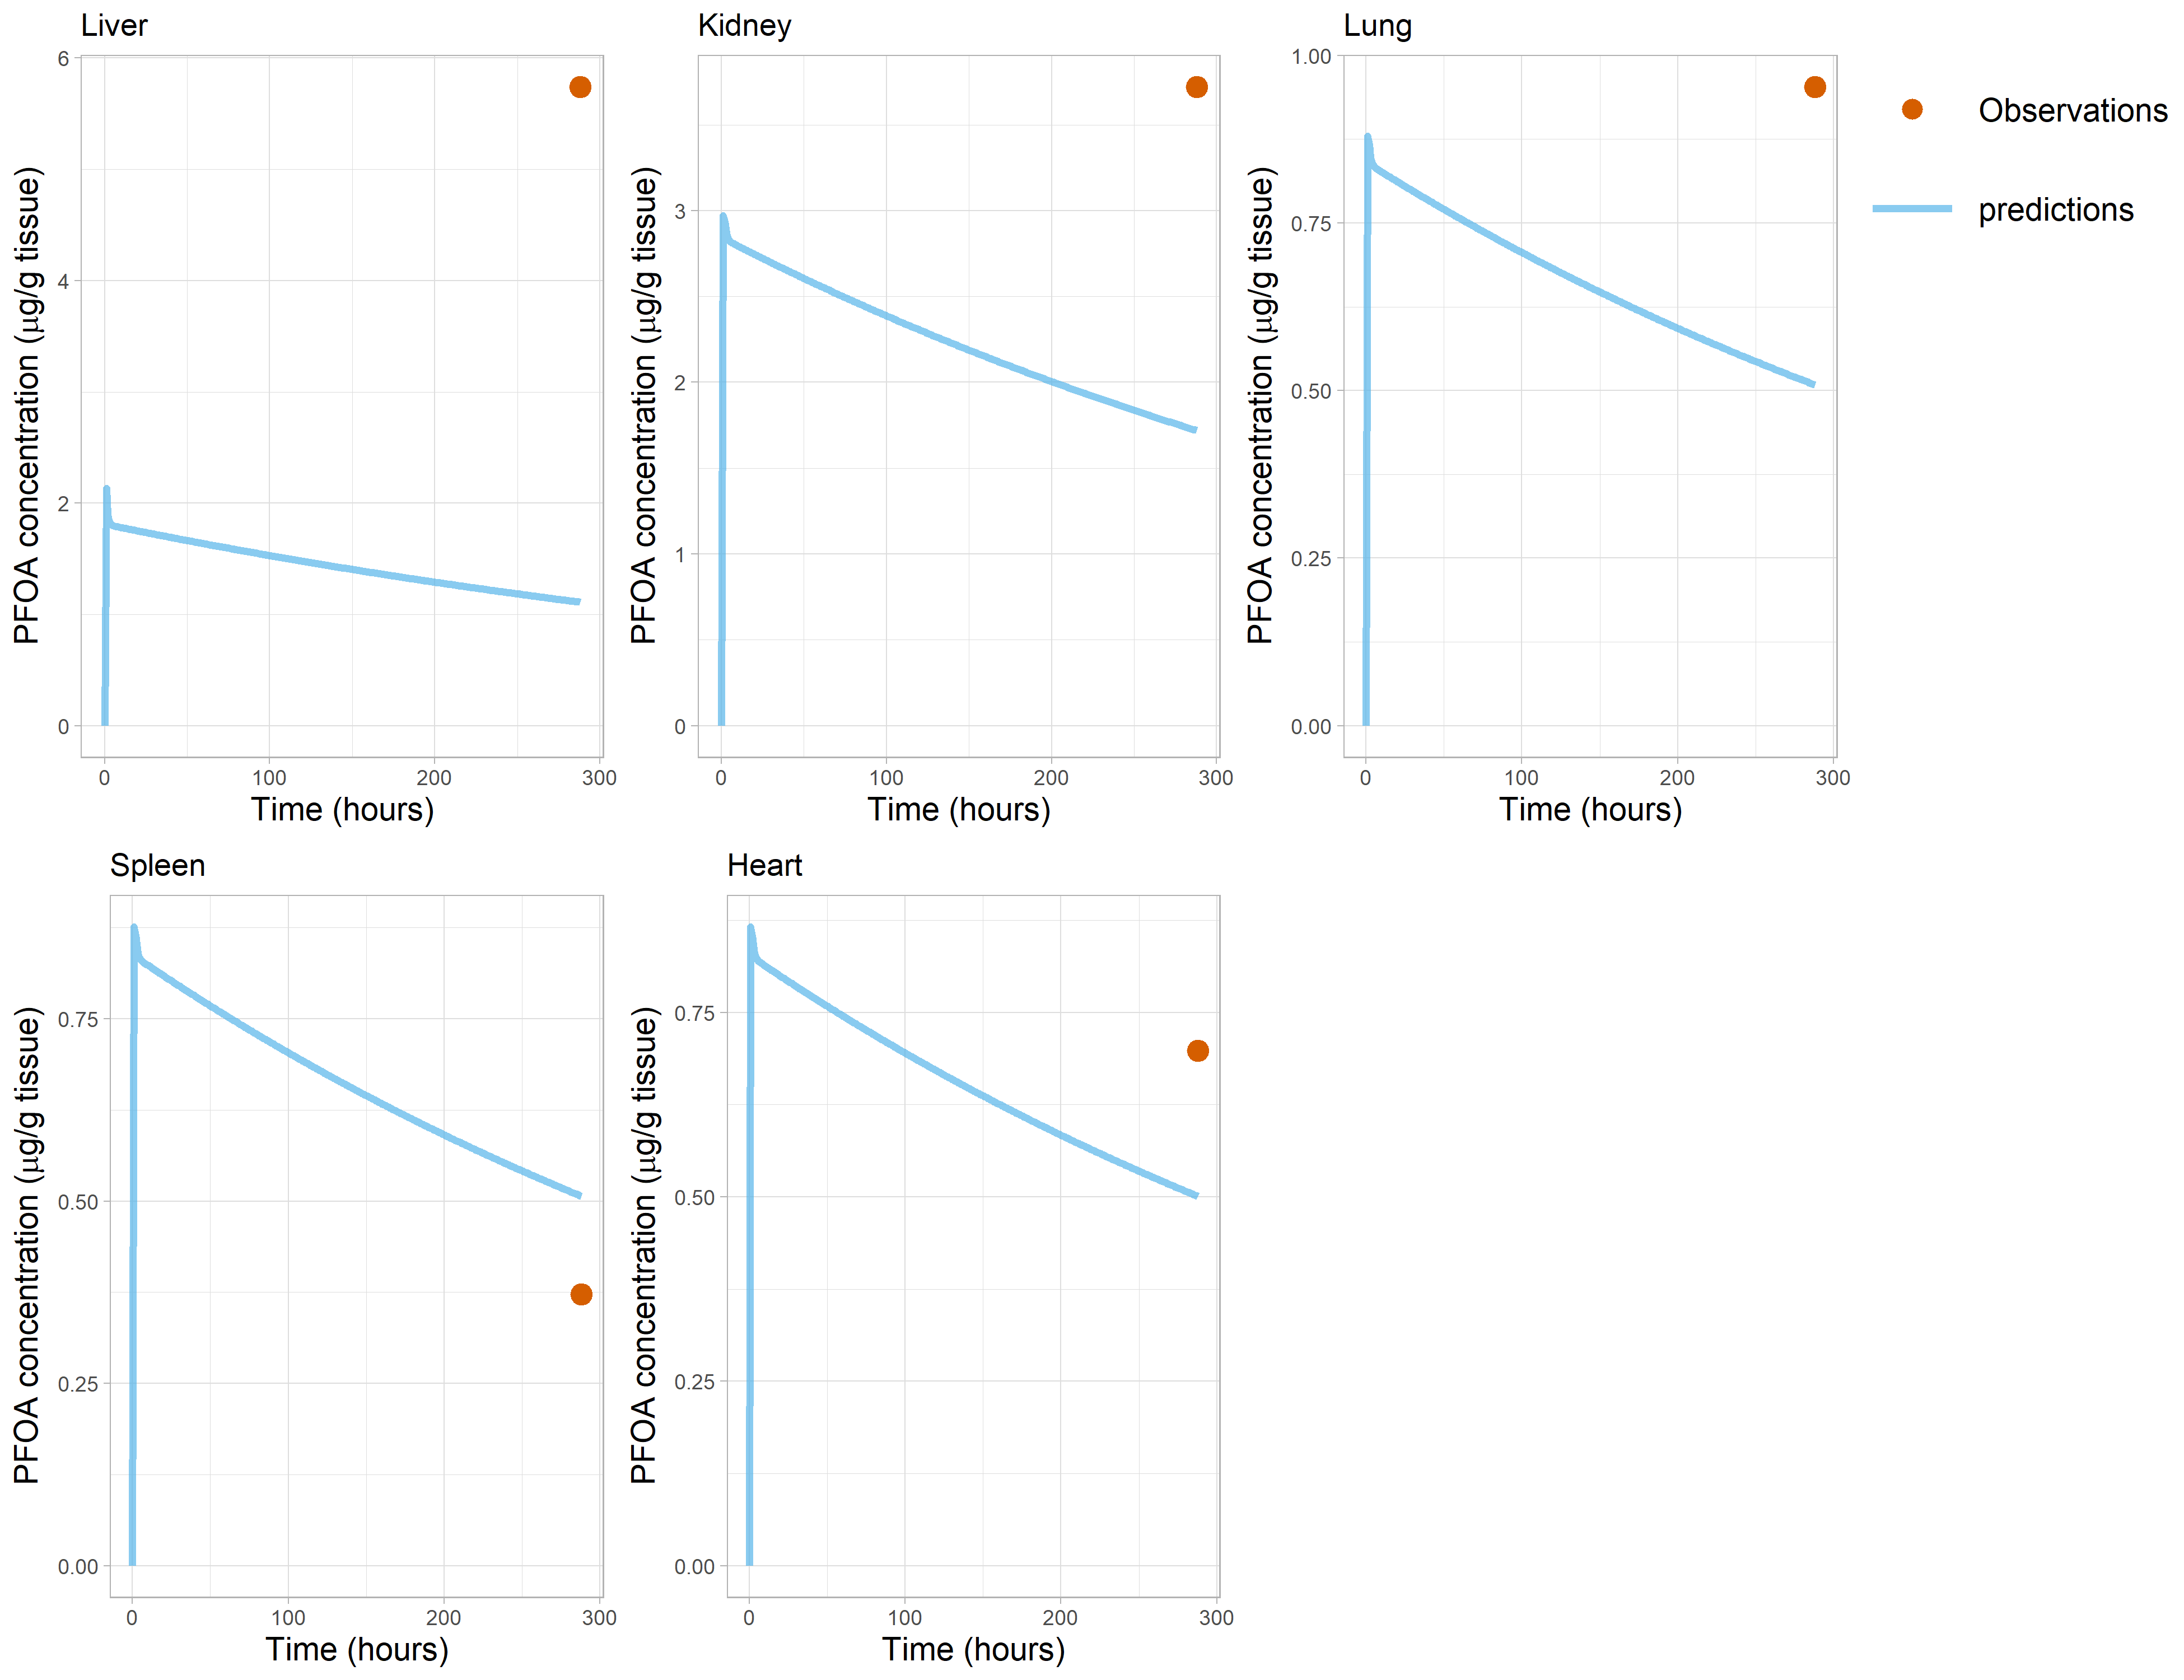 Liver
PFOA concentration (μg/g tissue)
6
4
2
0
0 100 200 300
Time (hours)
Kidney
PFOA concentration (μg/g tissue)
3
2
1
0
0 100 200 300
Time (hours)
Lung
PFOA concentration (μg/g tissue)
1.00
0.75
0.50
0.25
0.00
0 100 200 300
Time (hours)
Observations
predictions
Spleen
PFOA concentration (μg/g tissue)
0.75
0.50
0.25
0.00
0 100 200 300
Time (hours)
Heart
PFOA concentration (μg/g tissue)
0.75
0.50
0.25
0.00
0 100 200 300
Time (hours)